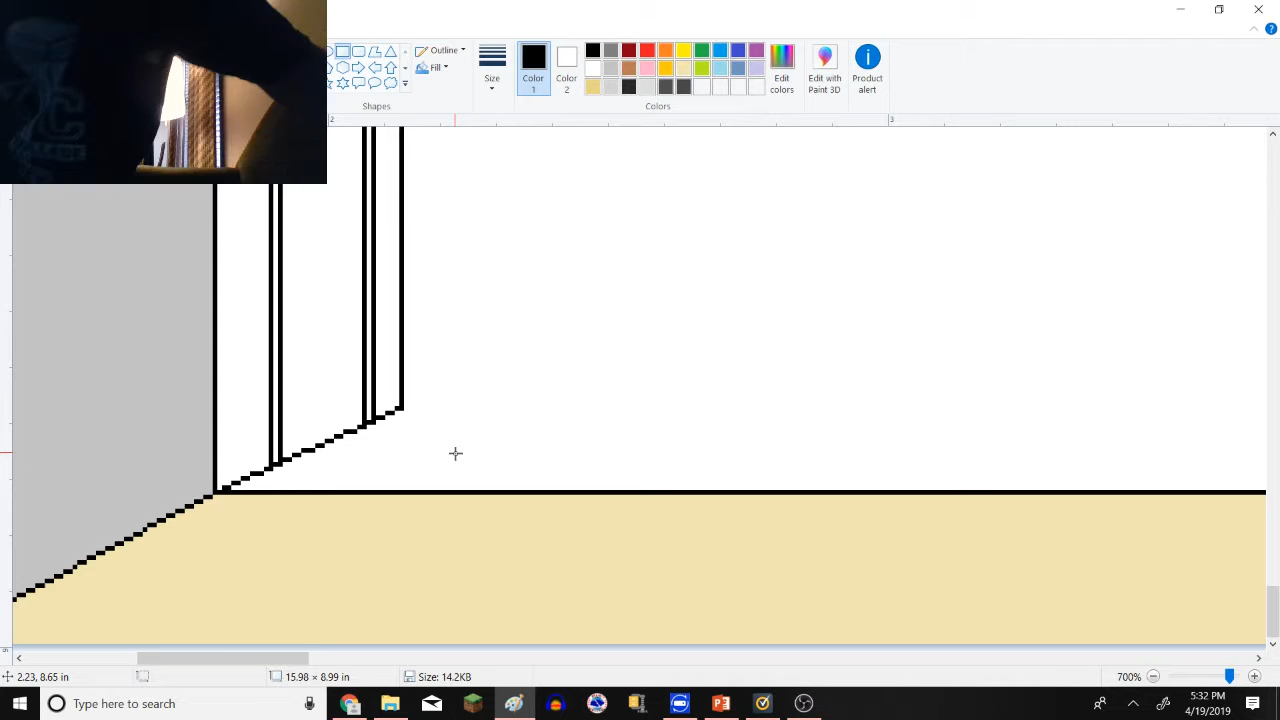 Outline
Fill
Size
Color 1
Color 2
Edit colors
Edit with Paint 3D
Product alert
Shapes
Colors
2
3
2.23, 8.65 in
15.98 × 8.99 in
Size: 14.2KB
700%
Type here to search
5:32 PM
4/19/2019